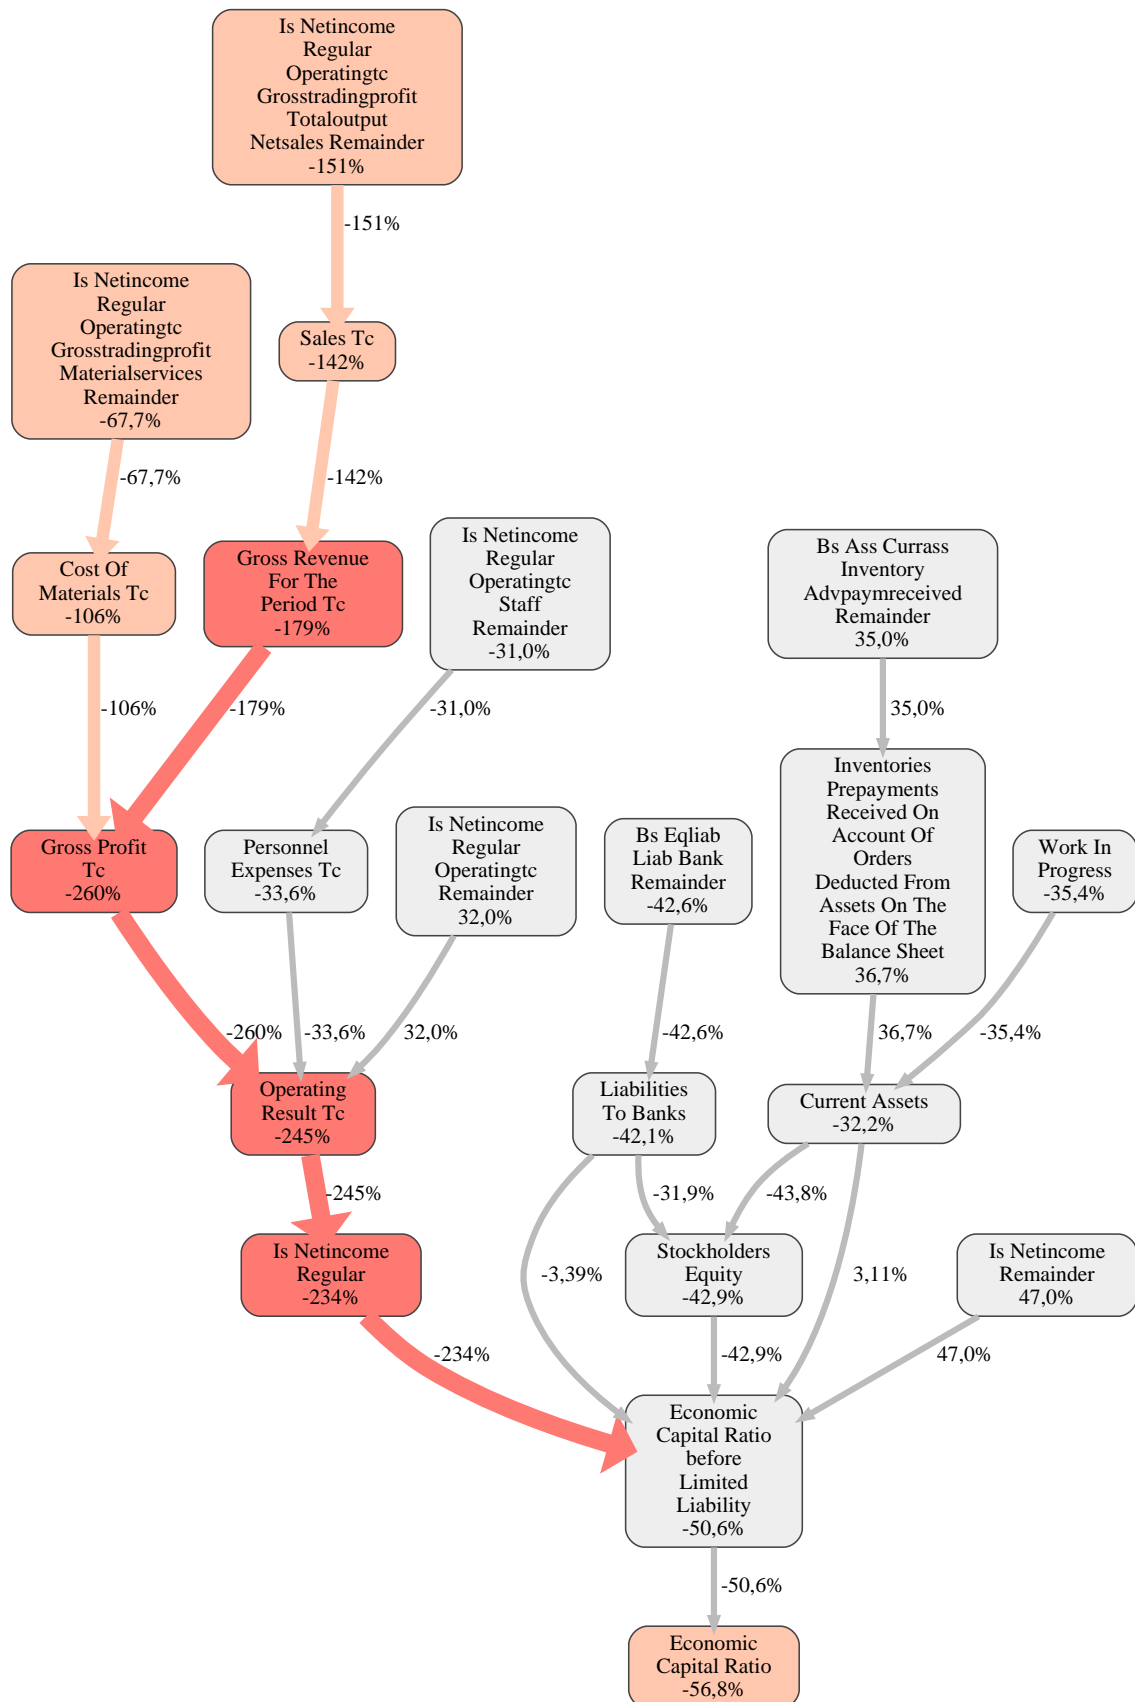 Is Netincome
Regular
Operatingtc
Grosstradingprofit
Totaloutput
Netsales Remainder
-151%
-151%
Is Netincome
Regular
Operatingtc
Grosstradingprofit
Materialservices
Remainder
-67,7%
Sales Tc
-142%
-67,7%
-142%
Cost Of
Materials Tc
-106%
Gross Revenue
For The
Period Tc
-179%
Is Netincome
Regular
Operatingtc
Staff
Remainder
-31,0%
Bs Ass Currass
Inventory
Advpaymreceived
Remainder
35,0%
-106%
-179%
-31,0%
35,0%
Gross Profit
Tc
-260%
Personnel
Expenses Tc
-33,6%
Is Netincome
Regular
Operatingtc
Remainder
32,0%
Bs Eqliab
Liab Bank
Remainder
-42,6%
Inventories
Prepayments
Received On
Account Of
Orders
Deducted From
Assets On The
Face Of The
Balance Sheet
36,7%
Work In
Progress
-35,4%
-260%
-33,6%
32,0%
-42,6%
36,7%
-35,4%
Operating
Result Tc
-245%
Liabilities
To Banks
-42,1%
Current Assets
-32,2%
-245%
-31,9%
-43,8%
Is Netincome
Regular
-234%
-3,39%
Stockholders
Equity
-42,9%
3,11%
Is Netincome
Remainder
47,0%
-234%
-42,9%
47,0%
Economic
Capital Ratio
before
Limited
Liability
-50,6%
-50,6%
Economic
Capital Ratio
-56,8%